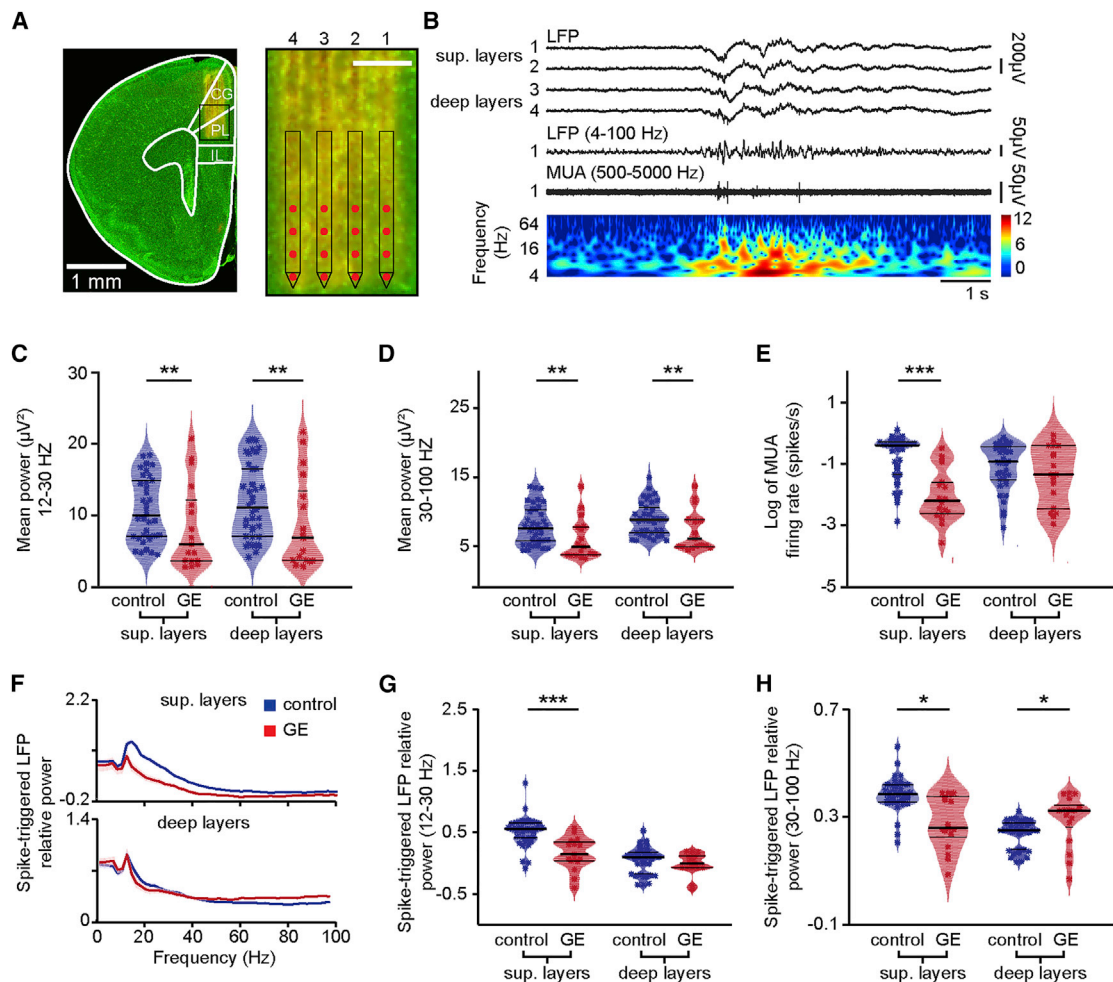 A
4 3 2 1
CG
PL
IL
1 mm
B
LFP
sup. layers
1
2
deep layers
3
4
200μV
LFP (4-100 Hz)
1
50μV
MUA (500-5000 Hz)
1
50μV
Frequency
(Hz)
64
16
4
12
6
0
1 s
C
Mean power (μV²)
12-30 HZ
30
20
10
0
**
**
control GE control GE
sup. layers deep layers
D
Mean power (μV²)
30-100 HZ
25
15
5
**
**
control GE control GE
sup. layers deep layers
E
Log of MUA
firing rate (spikes/s)
1
-1
-3
-5
***
control GE control GE
sup. layers deep layers
F
Spike-triggered LFP
relative power
2.2
-0.2
sup. layers
control
GE
1.4
0
deep layers
0 20 40 60 80 100
Frequency (Hz)
G
Spike-triggered LFP relative
power (12-30 Hz)
2.5
1.5
0.5
-0.5
***
control GE control GE
sup. layers deep layers
H
Spike-triggered LFP relative
power (30-100 Hz)
0.7
0.3
-0.1
*
*
control GE control GE
sup. layers deep layers